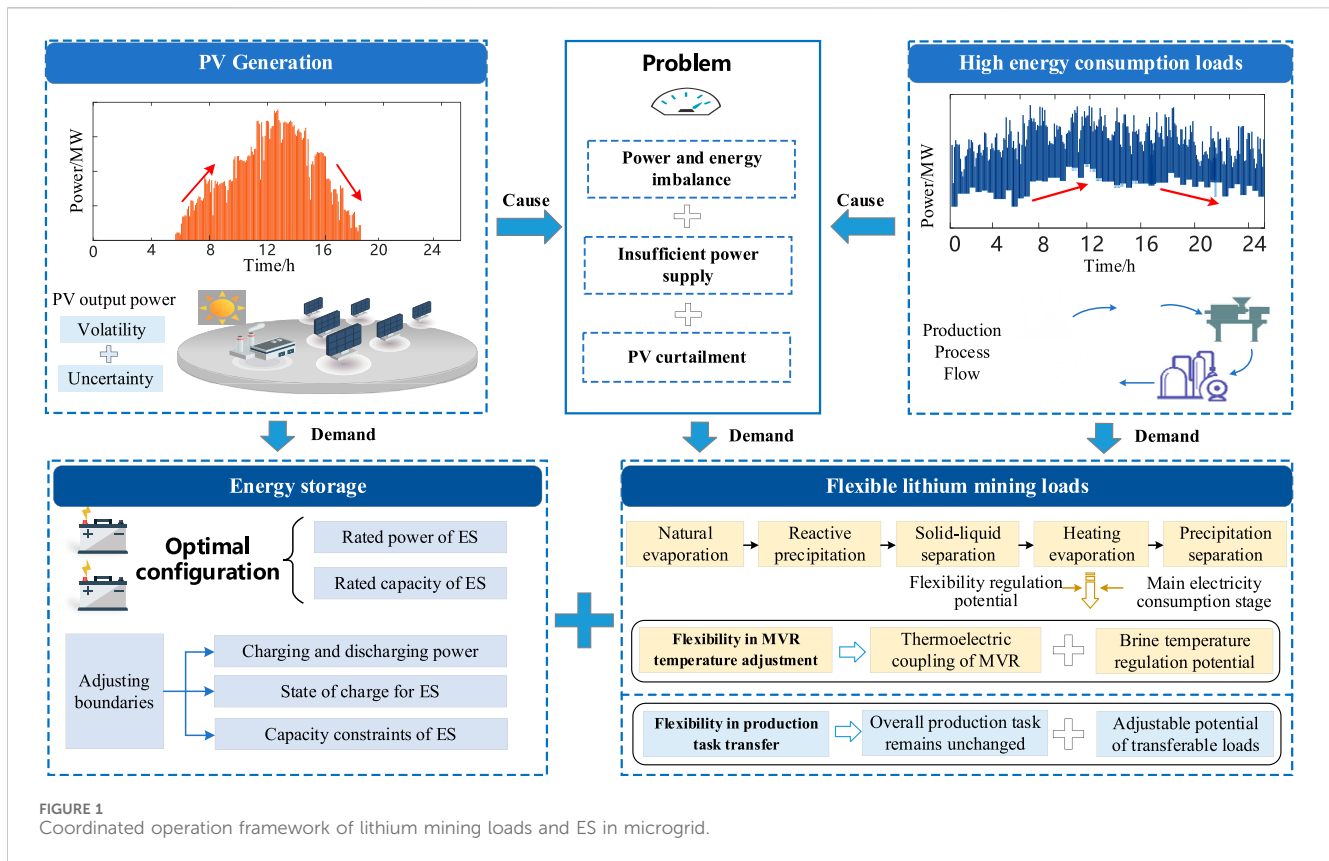 PV Generation
Power/MW
0 4 8 12 16 20 24
Time/h
PV output power
Volatility
Uncertainty
Cause
Problem
Power and energy
imbalance
Insufficient power
supply
PV curtailment
Cause
High energy consumption loads
Power/MW
0 4 8 12 16 20 24
Time/h
Production
Process
Flow
Demand
Demand
Demand
Energy storage
Optimal
configuration
Rated power of ES
Rated capacity of ES
Adjusting
boundaries
Charging and discharging power
State of charge for ES
Capacity constraints of ES
Flexible lithium mining loads
Natural
evaporation
Reactive
precipitation
Solid-liquid
separation
Heating
evaporation
Precipitation
separation
Flexibility regulation
potential
Main electricity
consumption stage
Flexibility in MVR
temperature adjustment
Thermoelectric
coupling of MVR
Brine temperature
regulation potential
Flexibility in production
task transfer
Overall production task
remains unchanged
Adjustable potential
of transferable loads
FIGURE 1
Coordinated operation framework of lithium mining loads and ES in microgrid.